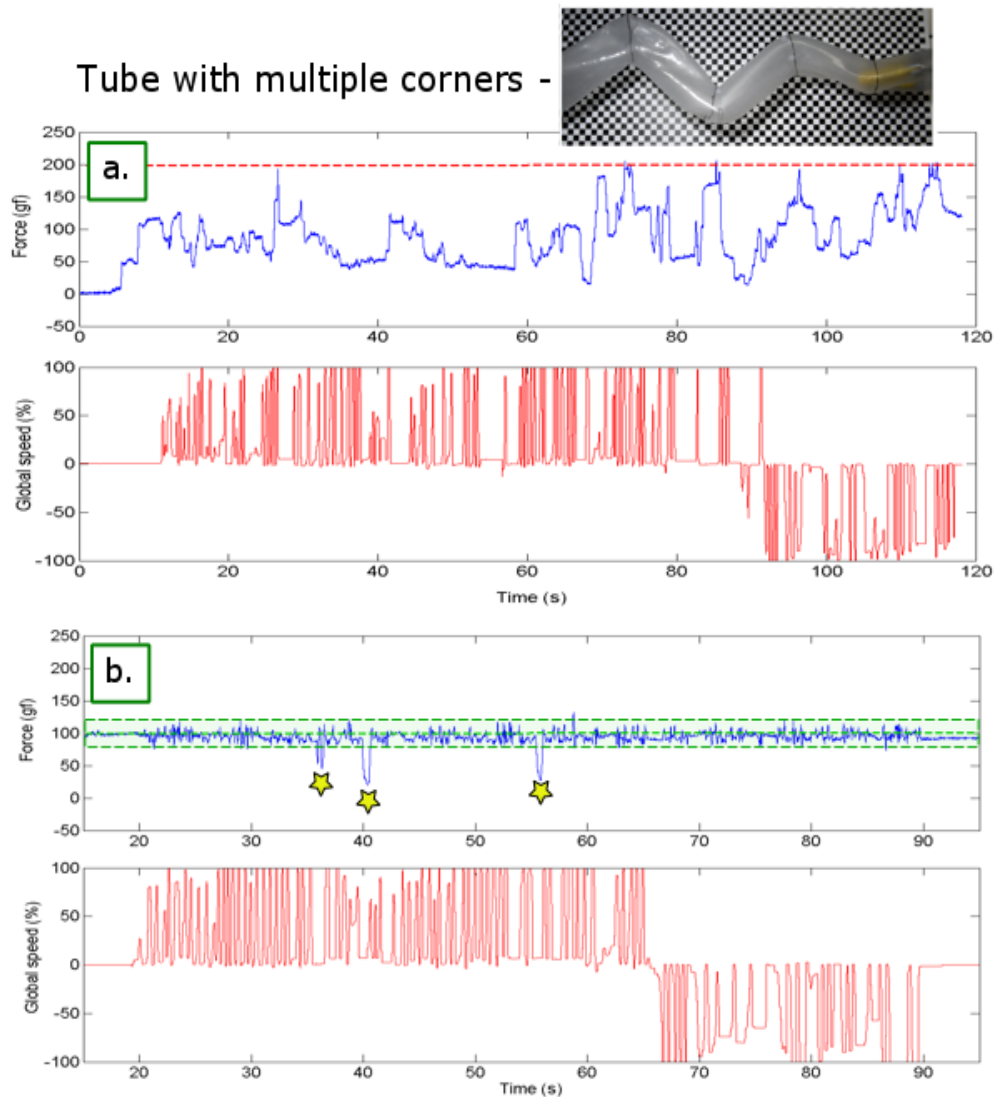 Tube with multiple corners -
a.
Force (gf)
250
200
150
100
50
0
-50
0 20 40 60 80 100 120
Global speed (%)
100
50
0
-50
-100
0 20 40 60 80 100 120
Time (s)
b.
Force (gf)
250
200
150
100
50
0
-50
20 30 40 50 60 70 80 90
Global speed (%)
100
50
0
-50
-100
20 30 40 50 60 70 80 90
Time (s)